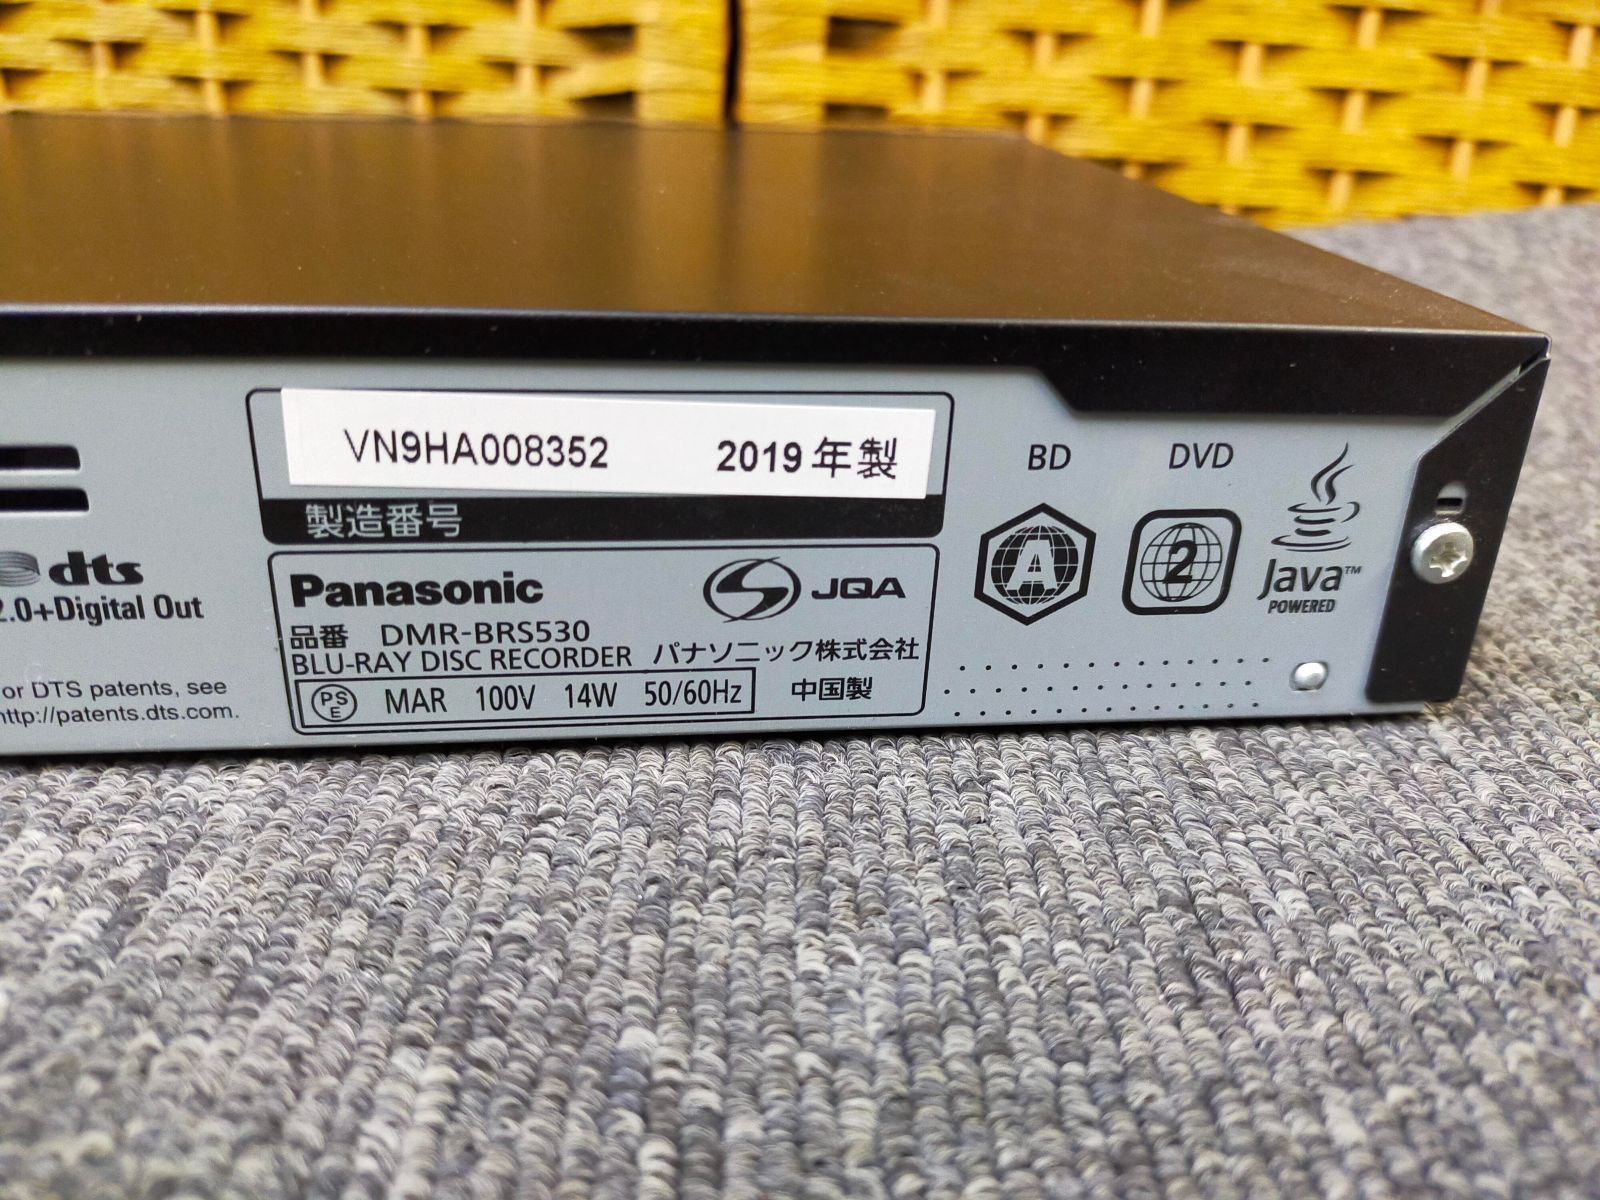 VN9HA008352 2019年製
製造番号
dts
2.0+Digital Out
or DTS patents, see
http://patents.dts.com.
Panasonic JQA
品番 DMR-BRS530
BLU-RAY DISC RECORDER パナソニック株式会社
PSE MAR 100V 14W 50/60Hz 中国製
BD DVD
A 2
Java™
POWERED